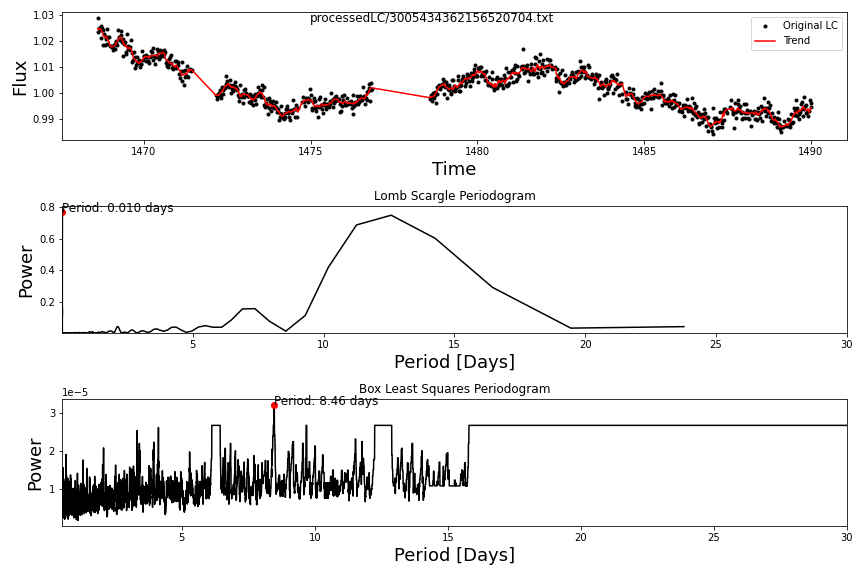 processedLC/3005434362156520704.txt
Original LC
Trend
Flux
1.03
1.02
1.01
1.00
0.99
1470
1475
1480
1485
1490
Time
Lomb Scargle Periodogram
Period: 0.010 days
Power
0.8
0.6
0.4
0.2
5
10
15
20
25
30
Period [Days]
Box Least Squares Periodogram
1e−5
Period: 8.46 days
Power
3
2
1
5
10
15
20
25
30
Period [Days]